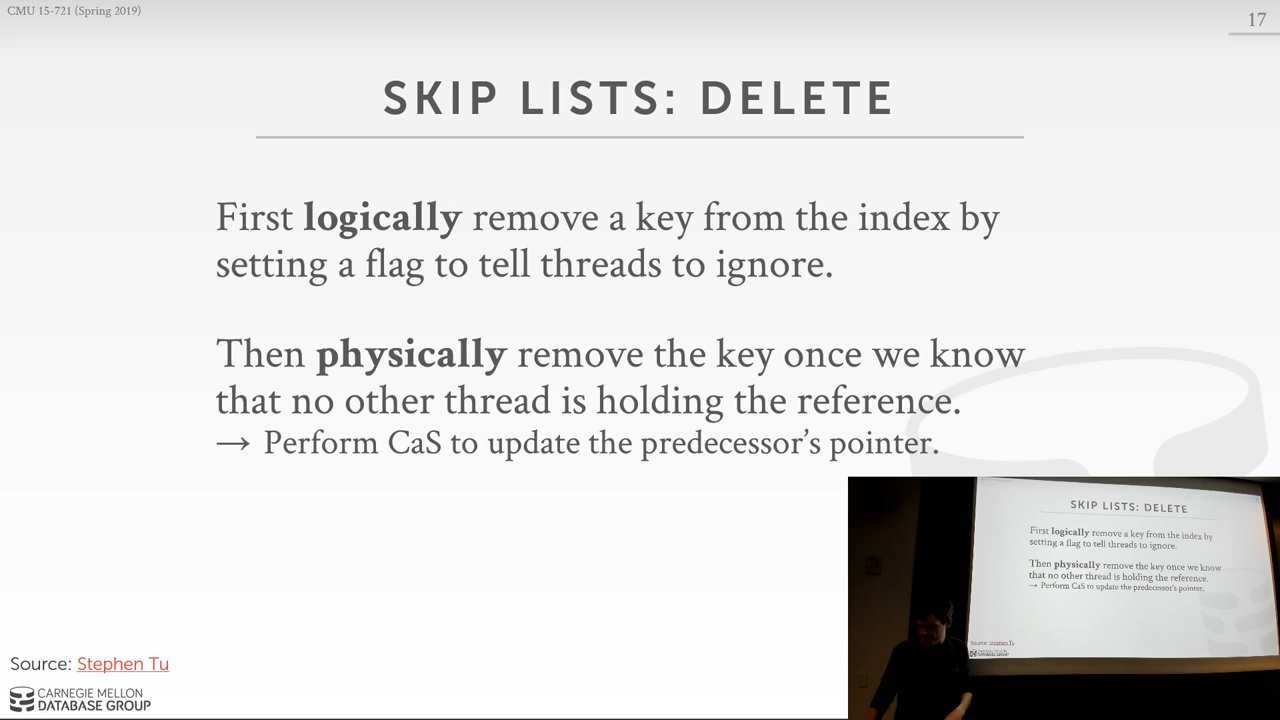 CMU 15-721 (Spring 2019)
17
SKIP LISTS: DELETE
First logically remove a key from the index by
setting a flag to tell threads to ignore.
Then physically remove the key once we know
that no other thread is holding the reference.
→ Perform CaS to update the predecessor's pointer.
Source: Stephen Tu
CARNEGIE MELLON
DATABASE GROUP
SKIP LISTS: DELETE
First logically remove a key from the index by
setting a flag to tell threads to ignore.
Then physically remove the key once we know
that no other thread is holding the reference.
→ Perform CaS to update the predecessor's pointer.
Source: Stephen Tu
CARNEGIE MELLON
DATABASE GROUP